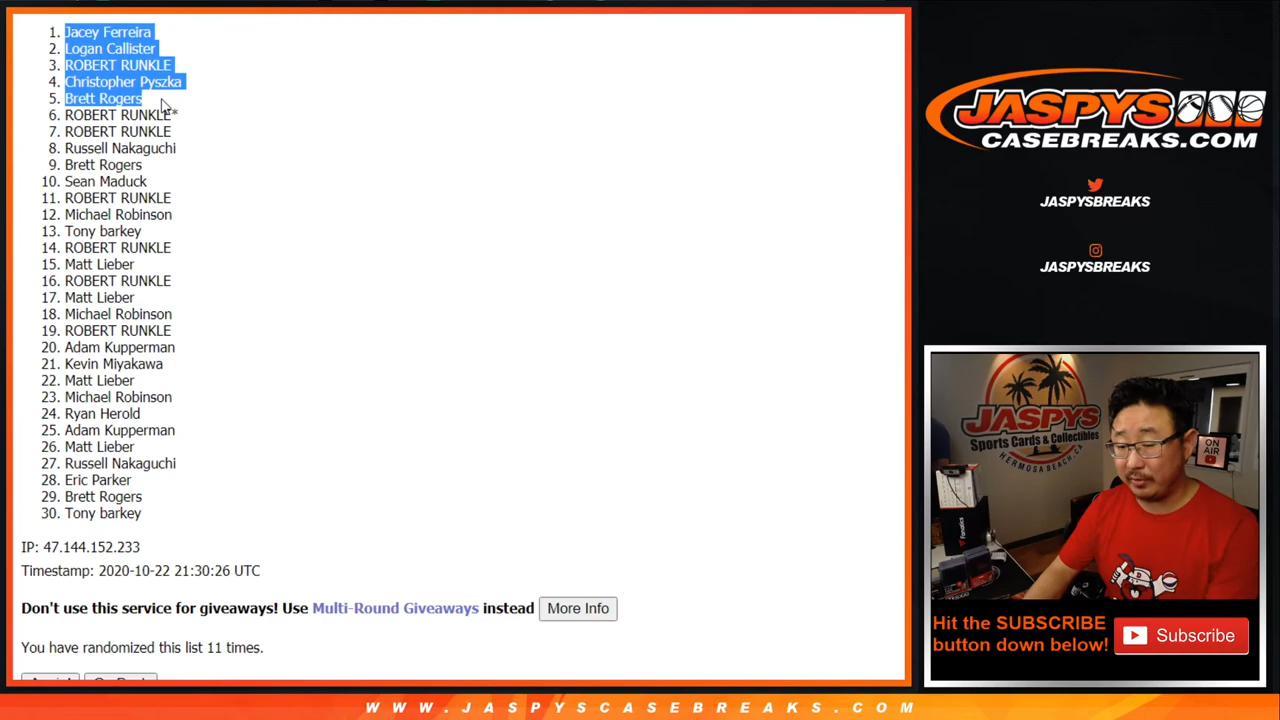 1. Jacey Ferreira
2. Logan Callister
3. ROBERT RUNKLE
4. Christopher Pyszka
5. Brett Rogers
6. ROBERT RUNKLE*
7. ROBERT RUNKLE
8. Russell Nakaguchi
9. Brett Rogers
10. Sean Maduck
11. ROBERT RUNKLE
12. Michael Robinson
13. Tony barkey
14. ROBERT RUNKLE
15. Matt Lieber
16. ROBERT RUNKLE
17. Matt Lieber
18. Michael Robinson
19. ROBERT RUNKLE
20. Adam Kupperman
21. Kevin Miyakawa
22. Matt Lieber
23. Michael Robinson
24. Ryan Herold
25. Adam Kupperman
26. Matt Lieber
27. Russell Nakaguchi
28. Eric Parker
29. Brett Rogers
30. Tony barkey
IP: 47.144.152.233
Timestamp: 2020-10-22 21:30:26 UTC
Don't use this service for giveaways! Use Multi-Round Giveaways instead More Info
You have randomized this list 11 times.
JASPYS
CASEBREAKS.COM
JASPYSBREAKS
JASPYSBREAKS
JASPYS
Sports Cards & Collectibles
HERMOSA BEACH, CA
ON
AIR
Fanatics
Hit the SUBSCRIBE
button down below!
Subscribe
WWW.JASPYSCASEBREAKS.COM